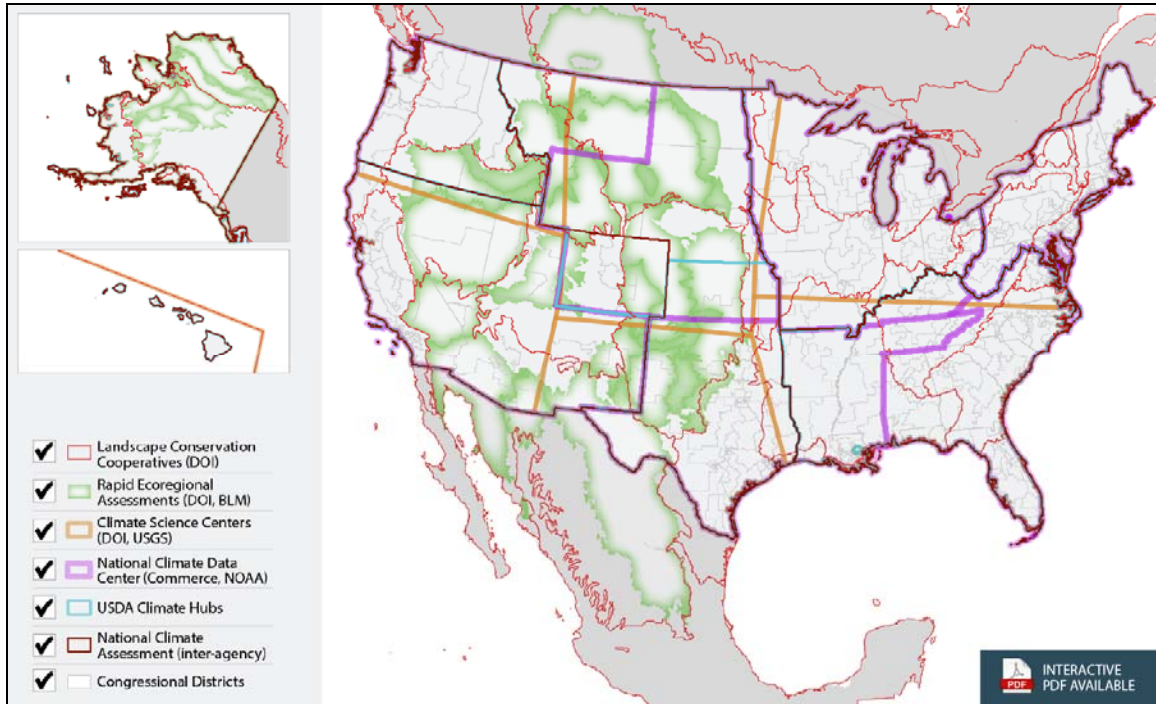 Landscape Conservation
Cooperatives (DOI)
Rapid Ecoregional
Assessments (DOI, BLM)
Climate Science Centers
(DOI, USGS)
National Climate Data
Center (Commerce, NOAA)
USDA Climate Hubs
National Climate
Assessment (inter-agency)
Congressional Districts
PDF
INTERACTIVE
PDF AVAILABLE